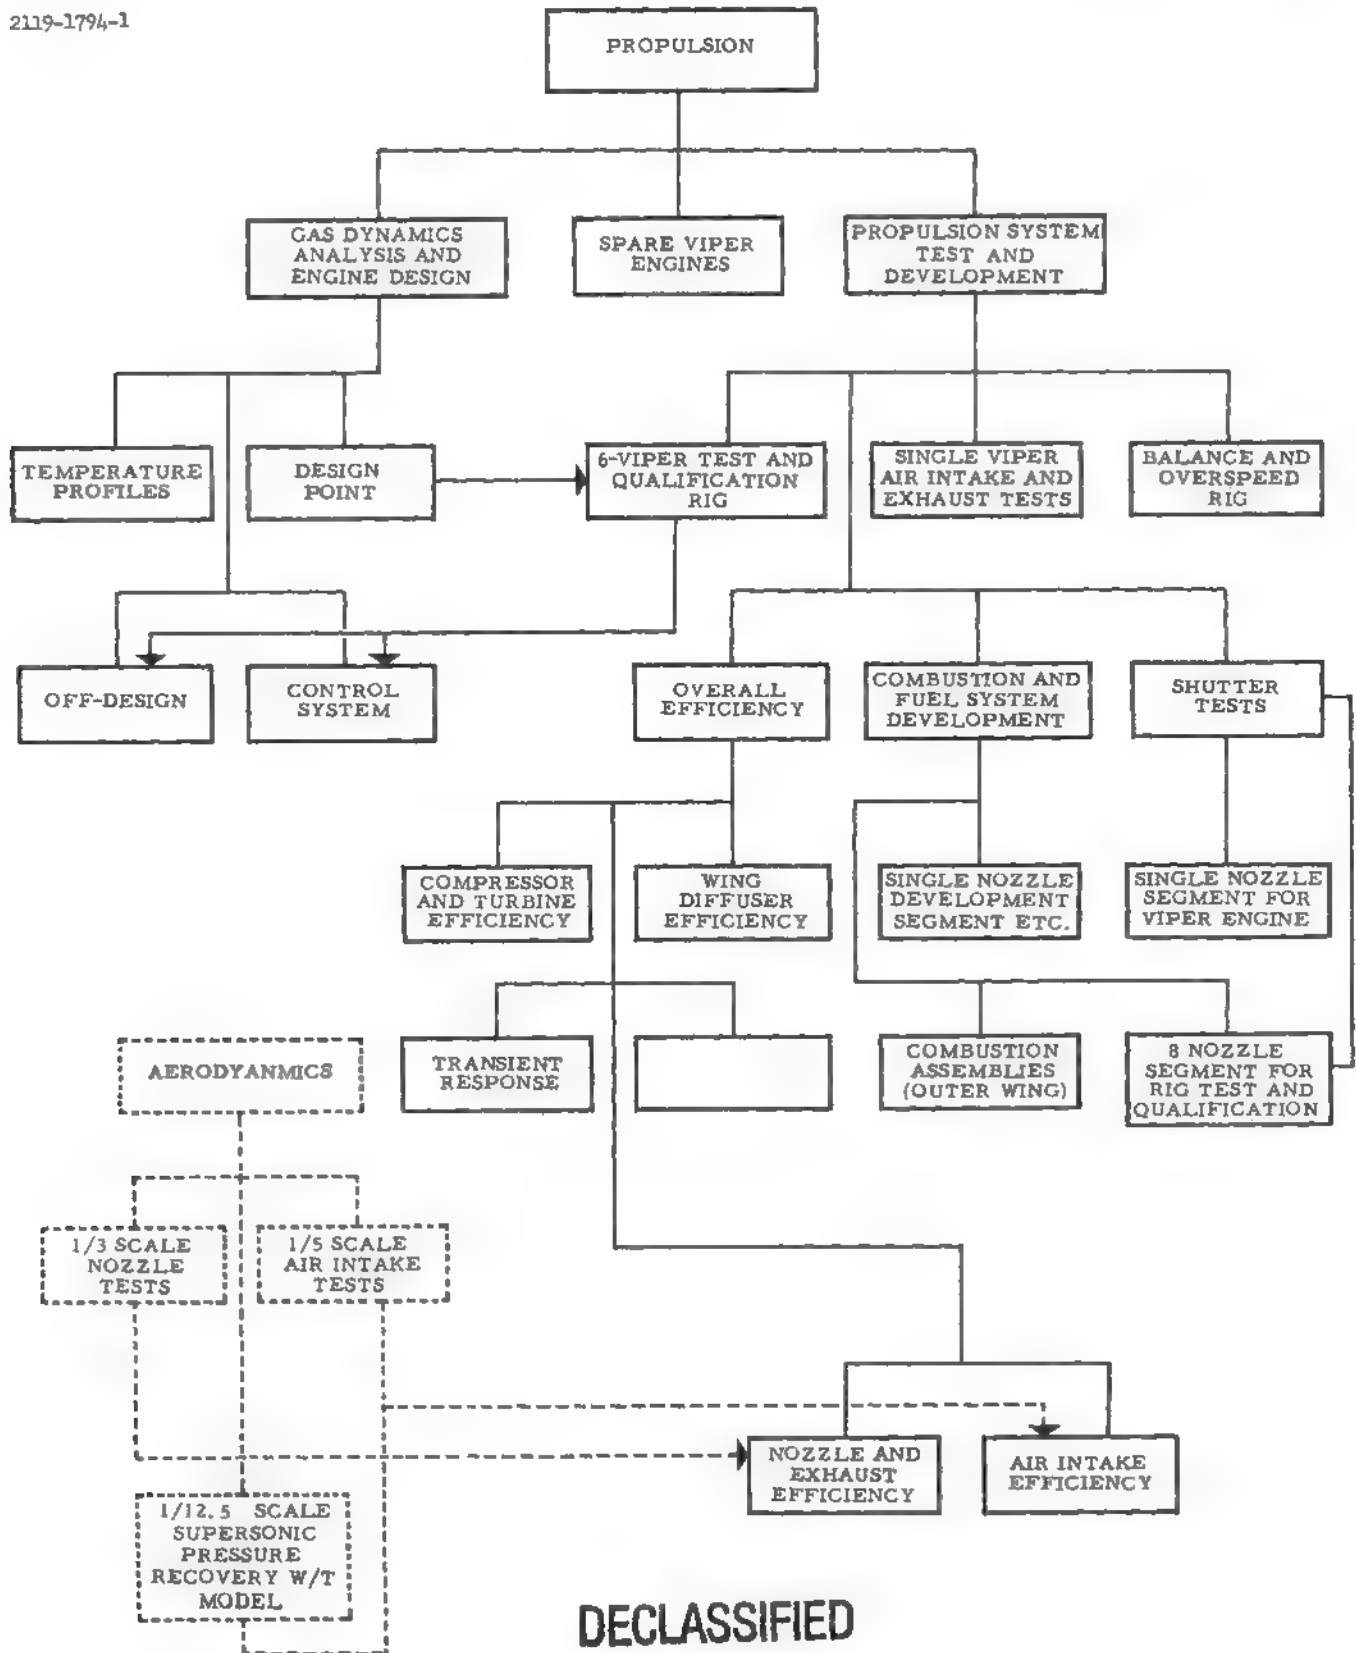 2119-1794-1
PROPULSION
GAS DYNAMICS
ANALYSIS AND
ENGINE DESIGN
SPARE VIPER
ENGINES
PROPULSION SYSTEM
TEST AND
DEVELOPMENT
TEMPERATURE
PROFILES
DESIGN
POINT
6-VIPER TEST AND
QUALIFICATION
RIG
SINGLE VIPER
AIR INTAKE AND
EXHAUST TESTS
BALANCE AND
OVERSPEED
RIG
OFF-DESIGN
CONTROL
SYSTEM
OVERALL
EFFICIENCY
COMBUSTION AND
FUEL SYSTEM
DEVELOPMENT
SHUTTER
TESTS
COMPRESSOR
AND TURBINE
EFFICIENCY
WING
DIFFUSER
EFFICIENCY
SINGLE NOZZLE
DEVELOPMENT
SEGMENT ETC.
SINGLE NOZZLE
SEGMENT FOR
VIPER ENGINE
AERODYANMICS
TRANSIENT
RESPONSE
COMBUSTION
ASSEMBLIES
(OUTER WING)
8 NOZZLE
SEGMENT FOR
RIG TEST AND
QUALIFICATION
1/3 SCALE
NOZZLE
TESTS
1/5 SCALE
AIR INTAKE
TESTS
NOZZLE AND
EXHAUST
EFFICIENCY
AIR INTAKE
EFFICIENCY
1/12.5 SCALE
SUPERSONIC
PRESSURE
RECOVERY W/T
MODEL
DECLASSIFIED